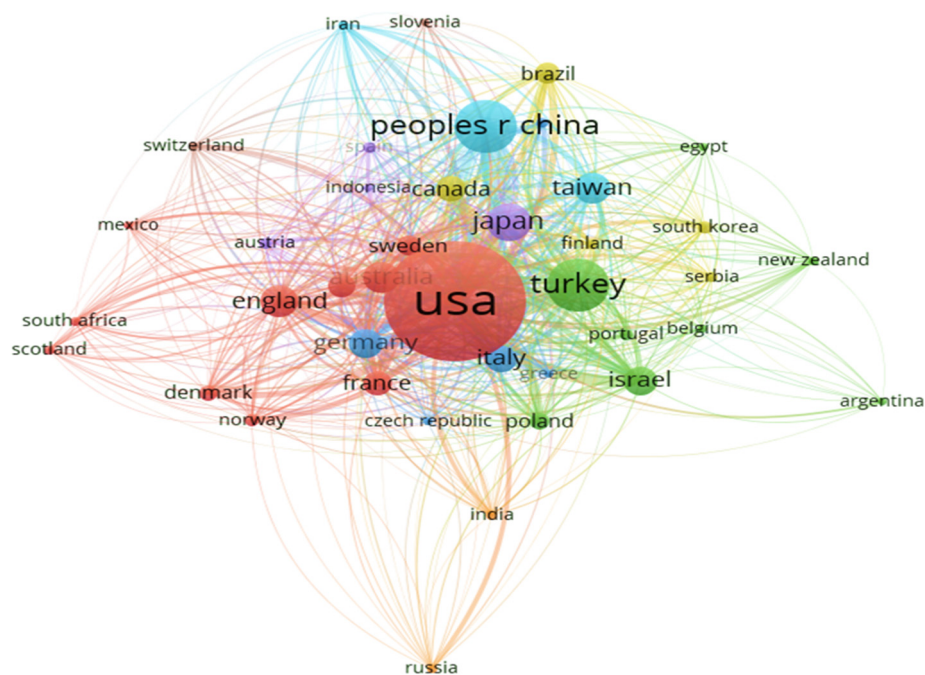 iran
slovenia
brazil
peoples r china
switzerland
spain
egypt
indonesia
canada
taiwan
mexico
japan
south korea
austria
sweden
finland
new zealand
australia
serbia
usa
turkey
england
south africa
scotland
germany
portugal
belgium
italy
greece
france
israel
denmark
argentina
norway
czech republic
poland
india
russia